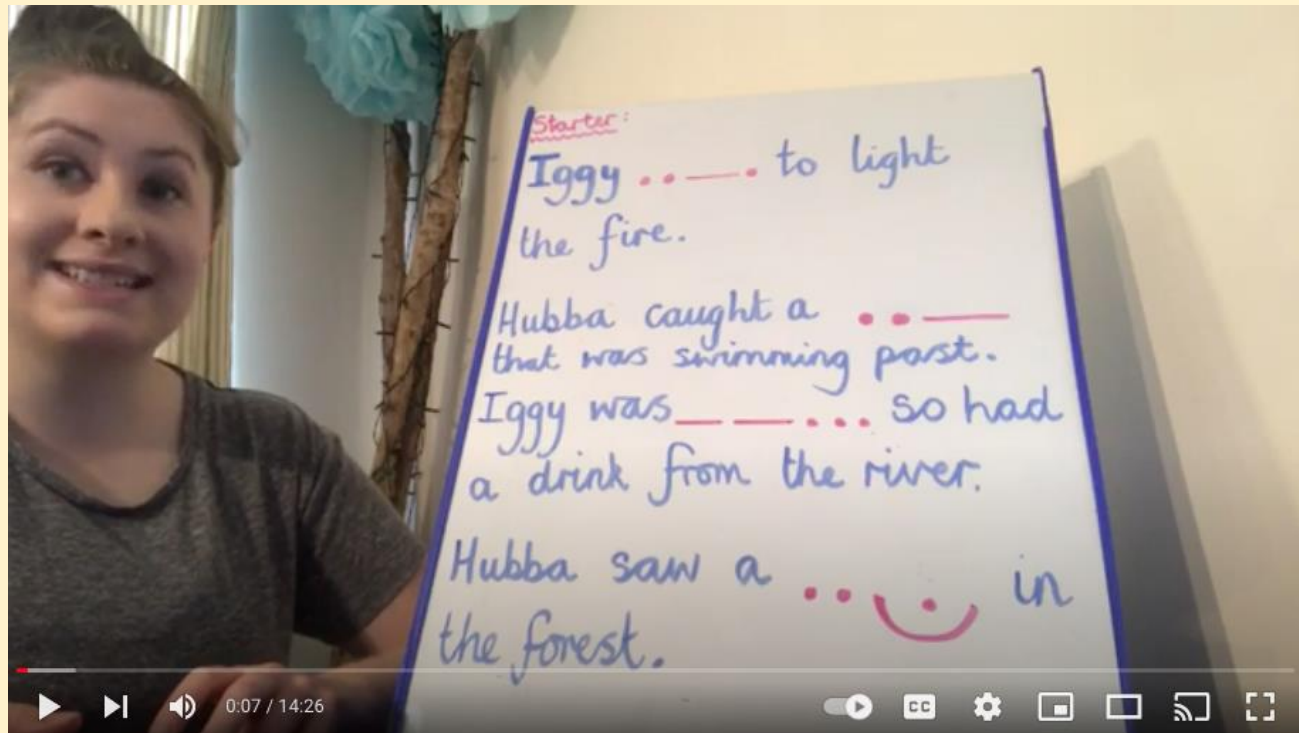 Starter:
Iggy . . — . to light
the fire.
Hubba caught a . . —
that was swimming past.
Iggy was — — . . . so had
a drink from the river.
Hubba saw a . . . in
the forest.
0:07 / 14:26
CC